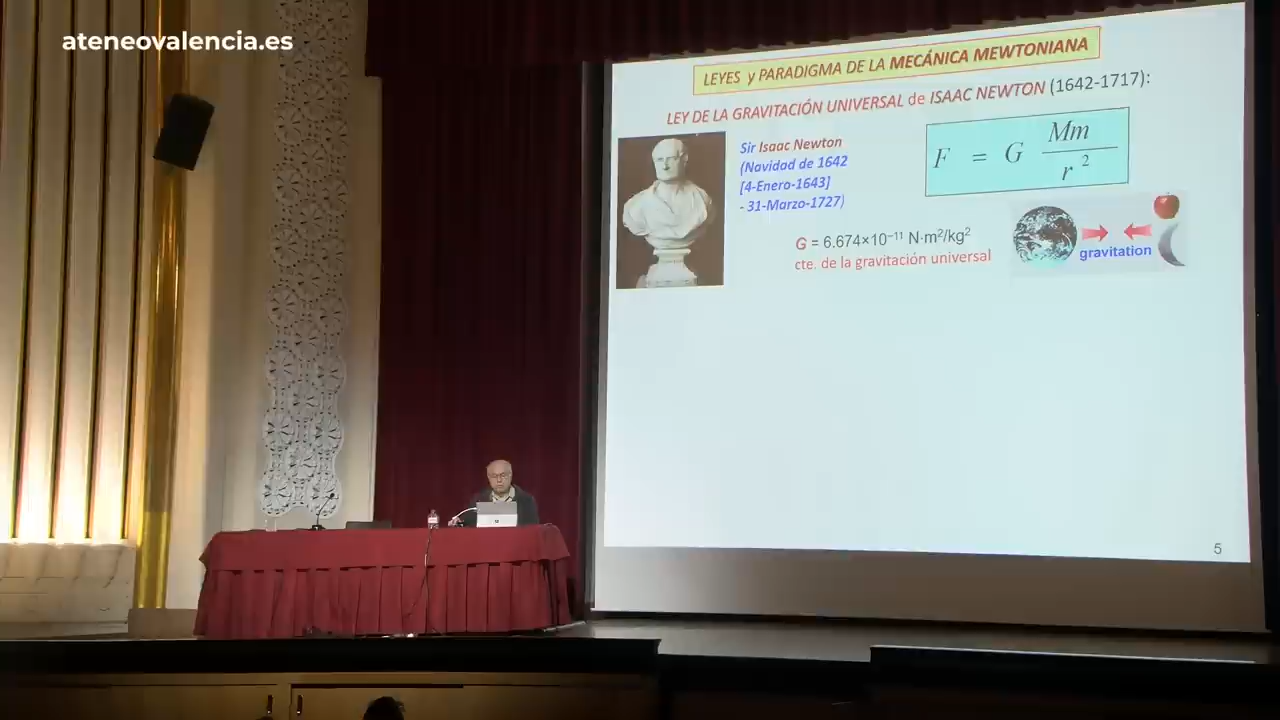 ateneovalencia.es
LEYES y PARADIGMA DE LA MECÁNICA MEWTONIANA
LEY DE LA GRAVITACIÓN UNIVERSAL de ISAAC NEWTON (1642-1717):
Sir Isaac Newton
(Navidad de 1642
[4-Enero-1643]
- 31-Marzo-1727)
F = G Mm / r²
G = 6.674×10⁻¹¹ N·m²/kg²
cte. de la gravitación universal
gravitation
5